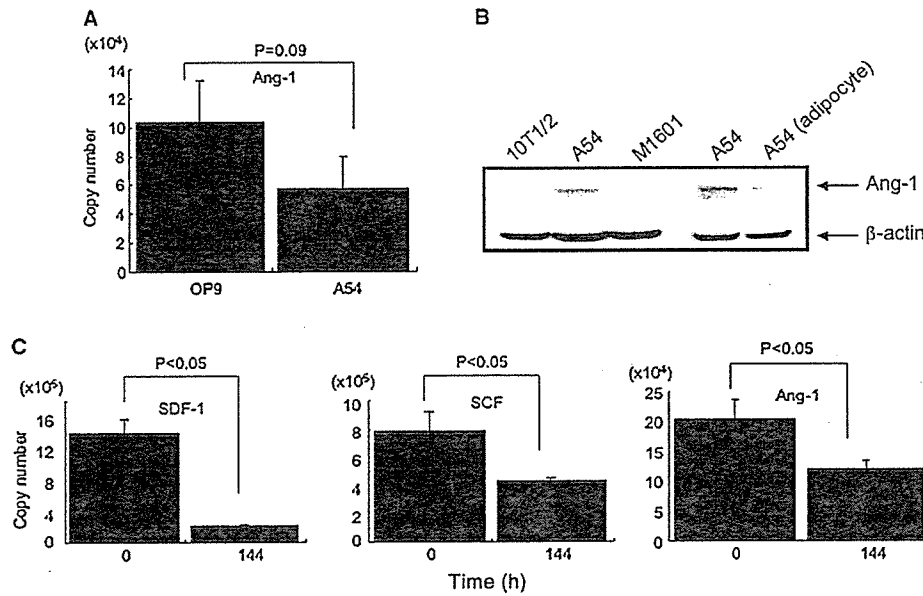 A
(x10⁴)
P=0.09
Ang-1
14
12
10
8
6
4
2
0
Copy number
OP9
A54
B
10T1/2
A54
M1601
A54
A54 (adipocyte)
Ang-1
β-actin
C
(x10⁵)
P<0.05
SDF-1
16
12
8
4
0
Copy number
0
144
(x10⁵)
P<0.05
SCF
10
8
6
4
2
0
0
144
(x10⁴)
P<0.05
Ang-1
25
20
15
10
5
0
0
144
Time (h)